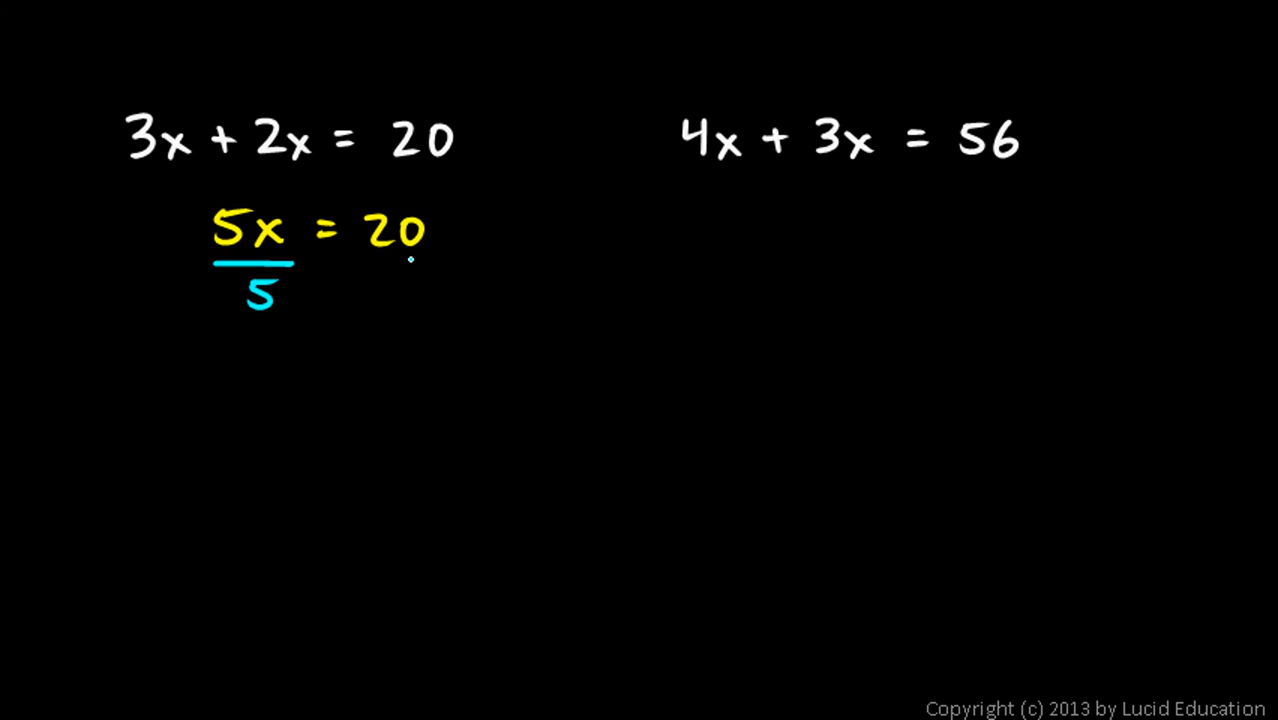 3x + 2x = 20
5x = 20
5
4x + 3x = 56
Copyright (c) 2013 by Lucid Education